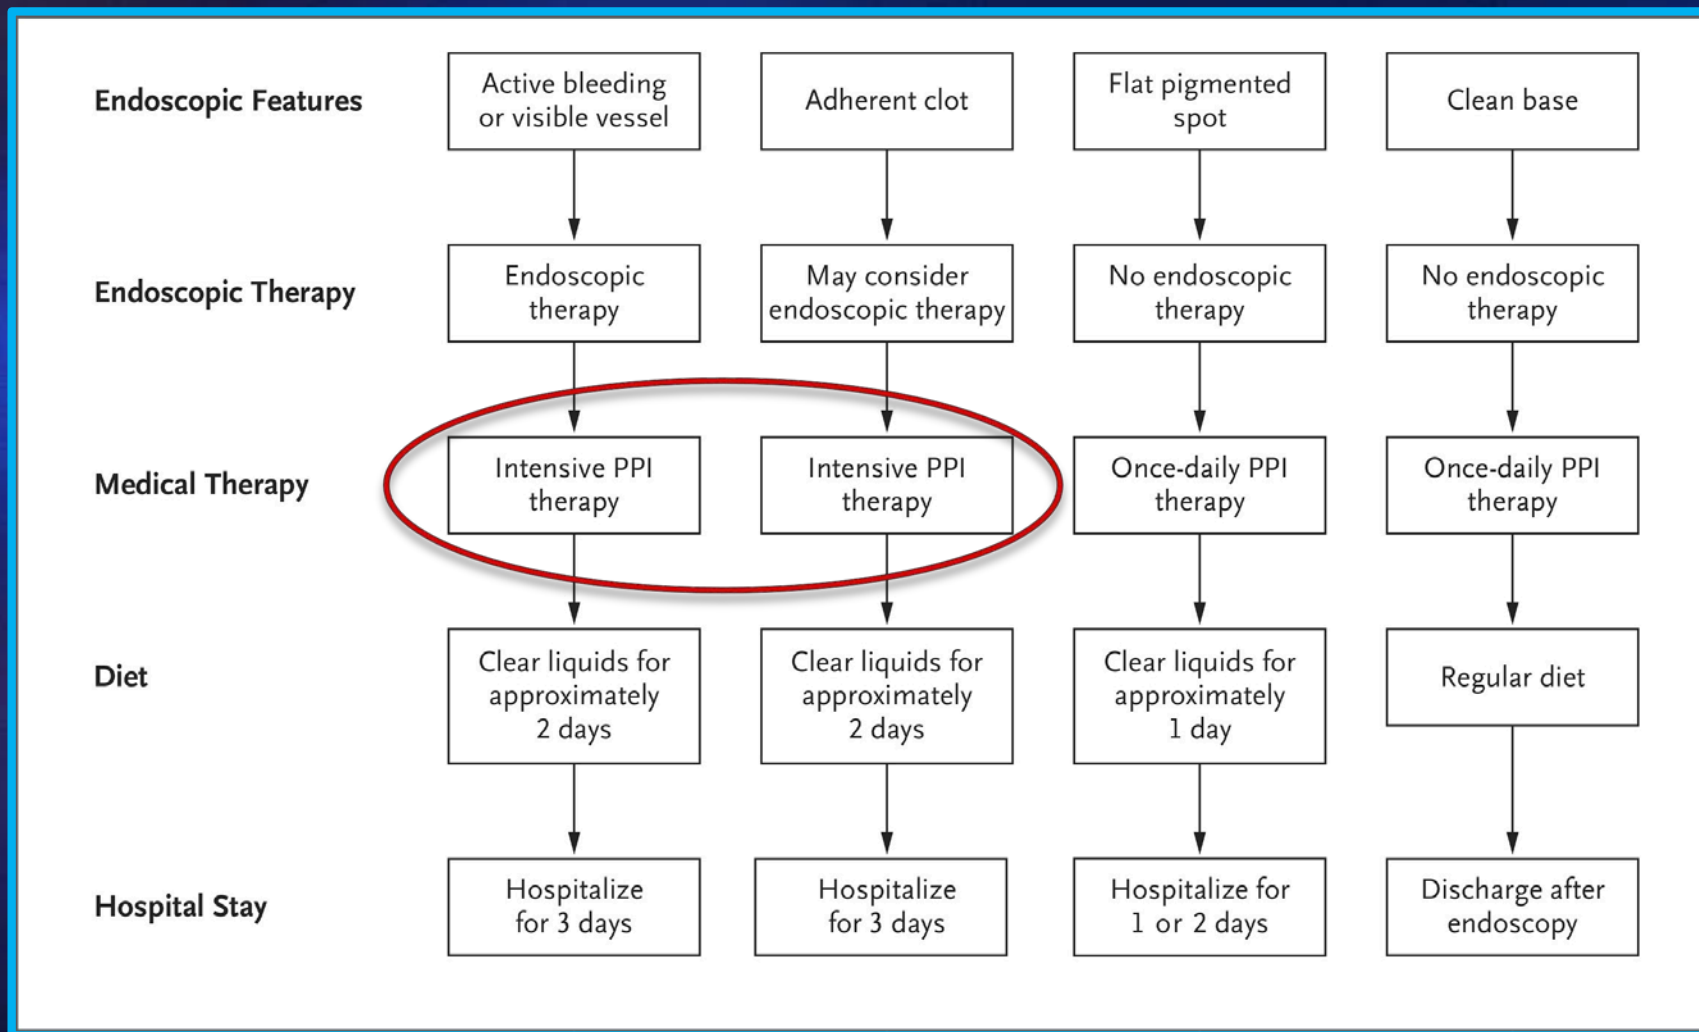 Endoscopic Features
Active bleeding
or visible vessel
Adherent clot
Flat pigmented
spot
Clean base
Endoscopic Therapy
Endoscopic
therapy
May consider
endoscopic therapy
No endoscopic
therapy
No endoscopic
therapy
Medical Therapy
Intensive PPI
therapy
Intensive PPI
therapy
Once-daily PPI
therapy
Once-daily PPI
therapy
Diet
Clear liquids for
approximately
2 days
Clear liquids for
approximately
2 days
Clear liquids for
approximately
1 day
Regular diet
Hospital Stay
Hospitalize
for 3 days
Hospitalize
for 3 days
Hospitalize for
1 or 2 days
Discharge after
endoscopy